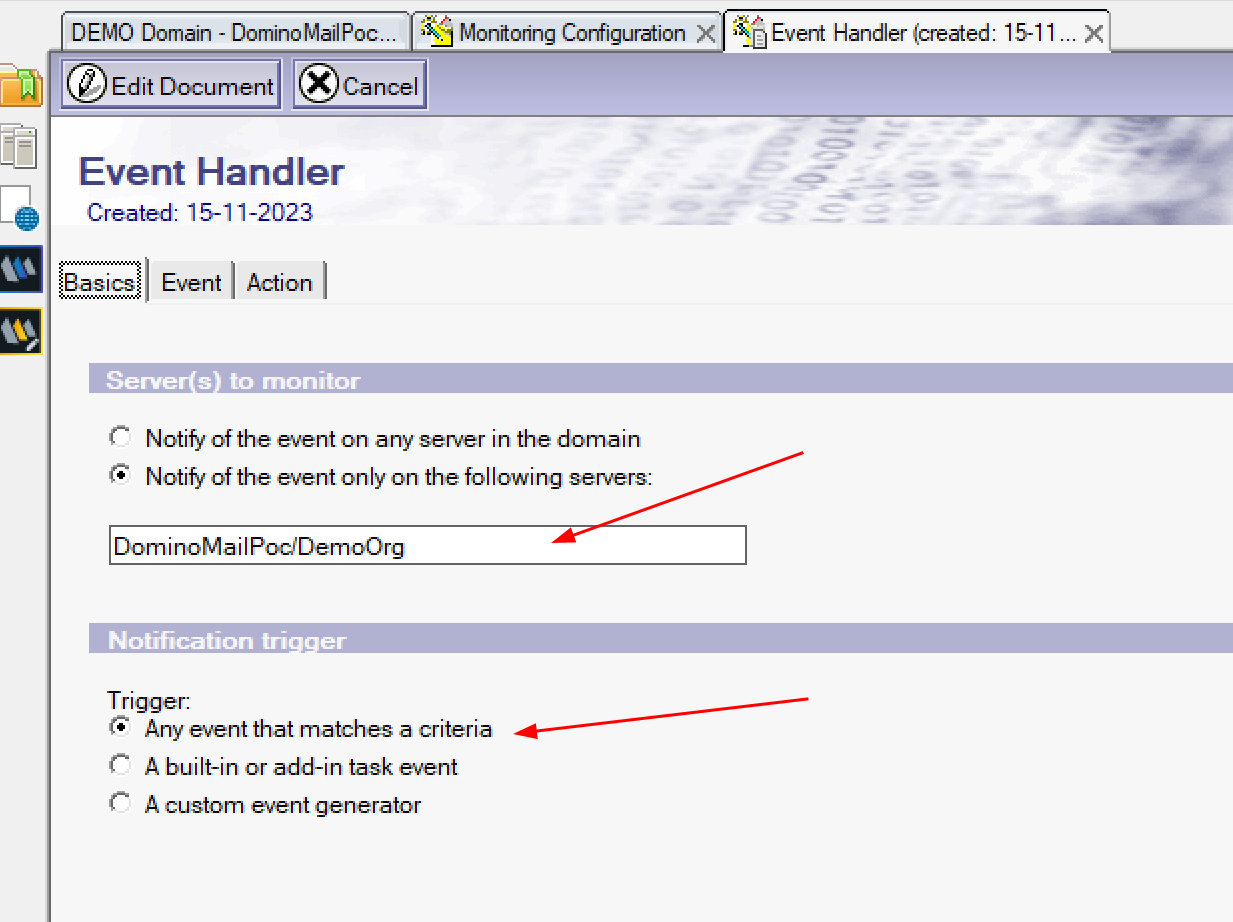 DEMO Domain - DominoMailPoc... Monitoring Configuration Event Handler (created: 15-11 ...
Edit Document Cancel
Event Handler
Created: 15-11-2023
Basics Event Action
Server(s) to monitor
Notify of the event on any server in the domain
Notify of the event only on the following servers:
DominoMailPoc/DemoOrg
Notification trigger
Trigger:
Any event that matches a criteria
A built-in or add-in task event
A custom event generator